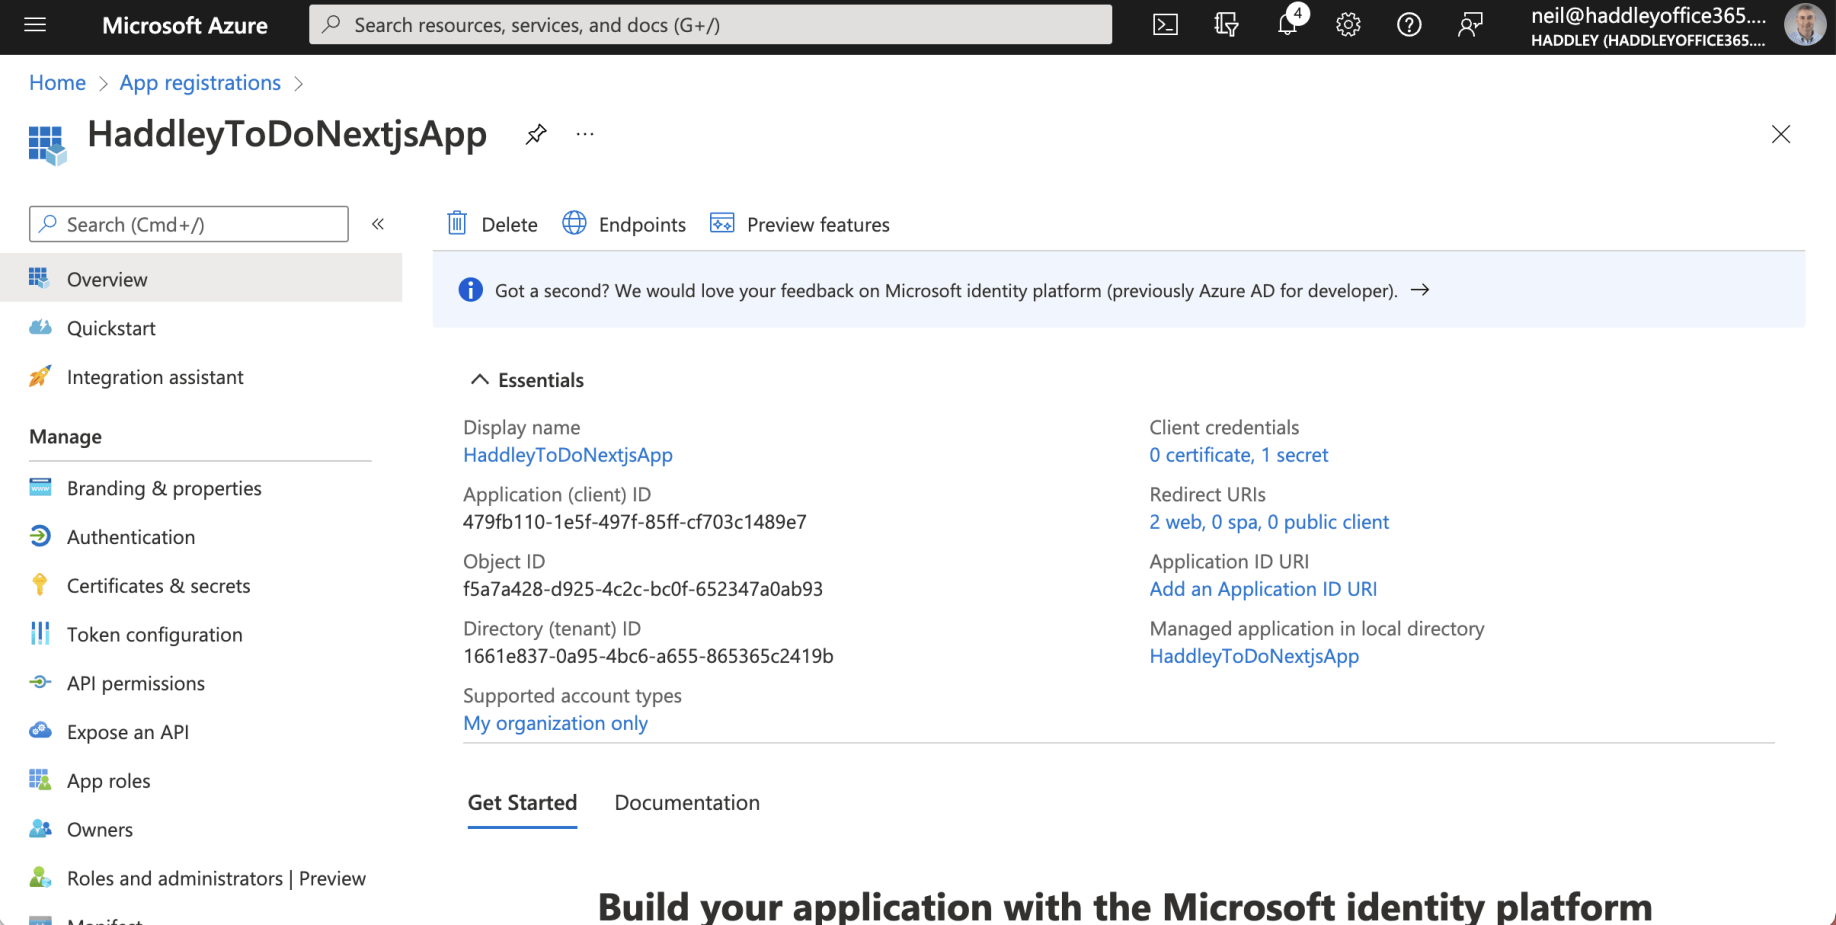 Microsoft Azure
Search resources, services, and docs (G+/)
4
neil@haddleyoffice365....
HADDLEY (HADDLEYOFFICE365....
Home > App registrations >
HaddleyToDoNextjsApp ...
Search (Cmd+/) «
Overview
Quickstart
Integration assistant
Manage
Branding & properties
Authentication
Certificates & secrets
Token configuration
API permissions
Expose an API
App roles
Owners
Roles and administrators | Preview
Manifest
Delete Endpoints Preview features
Got a second? We would love your feedback on Microsoft identity platform (previously Azure AD for developer). →
Essentials
Display name
HaddleyToDoNextjsApp
Application (client) ID
479fb110-1e5f-497f-85ff-cf703c1489e7
Object ID
f5a7a428-d925-4c2c-bc0f-652347a0ab93
Directory (tenant) ID
1661e837-0a95-4bc6-a655-865365c2419b
Supported account types
My organization only
Client credentials
0 certificate, 1 secret
Redirect URIs
2 web, 0 spa, 0 public client
Application ID URI
Add an Application ID URI
Managed application in local directory
HaddleyToDoNextjsApp
Get Started Documentation
Build your application with the Microsoft identity platform